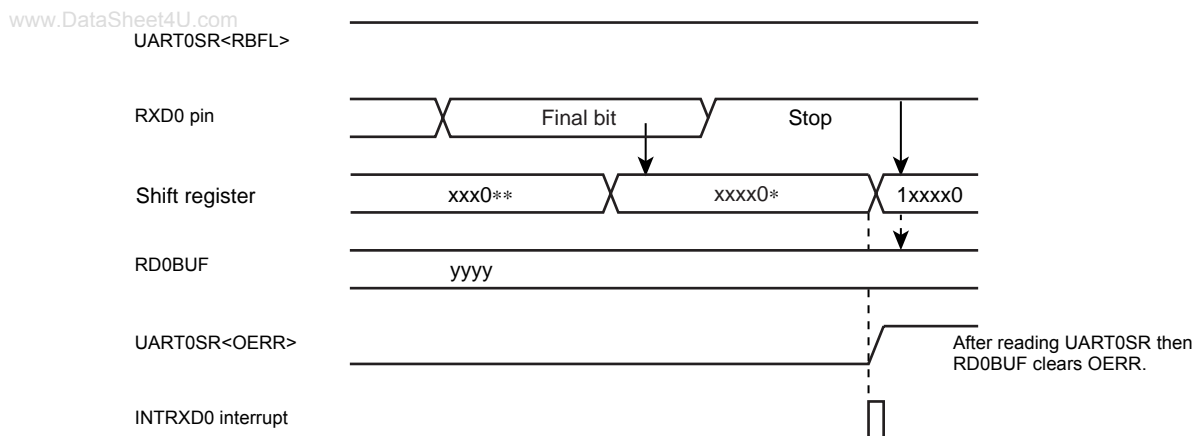 www.DataSheet4U.com
UART0SR<RBFL>
RXD0 pin
Final bit
Stop
Shift register
xxx0**
xxxx0*
1xxxx0
RD0BUF
yyyy
UART0SR<OERR>
After reading UART0SR then
RD0BUF clears OERR.
INTRXD0 interrupt